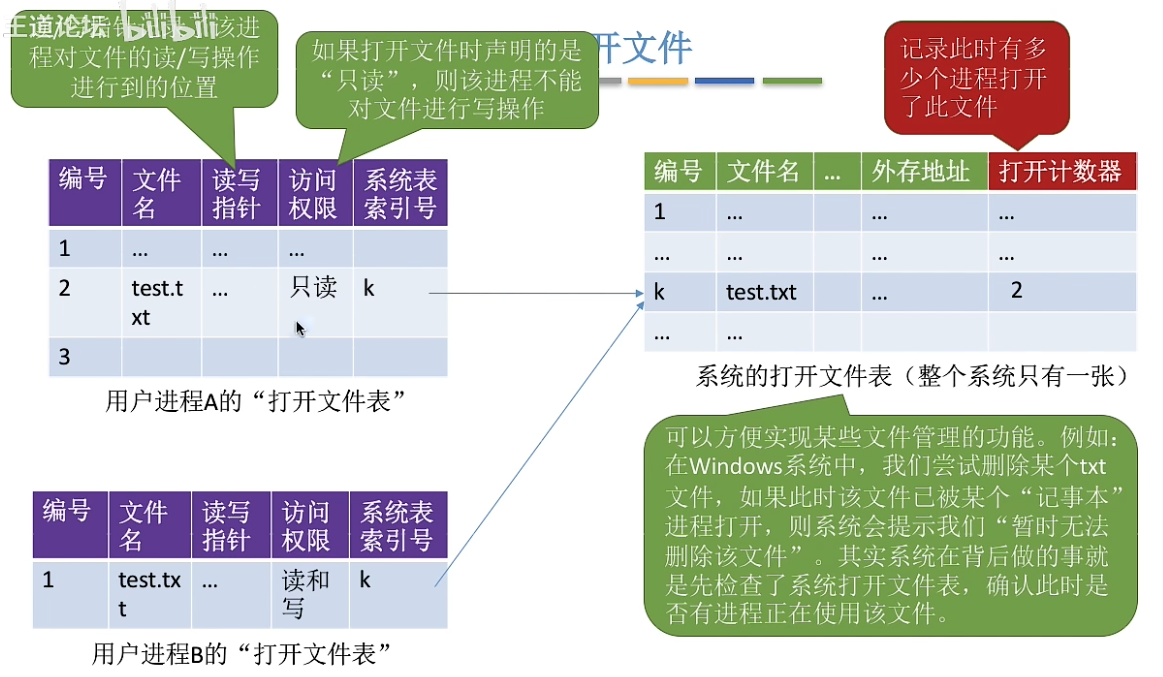 王道论坛 bilibili
指针
该进
程对文件的读/写操作
进行到的位置
如果打开文件时声明的是
“只读”，则该进程不能
对文件进行写操作
开文件
记录此时有多
少个进程打开
了此文件
编号 文件名 读写指针 访问权限 系统表索引号
1 … … …
2 test.txt … 只读 k
3
用户进程A的“打开文件表”
编号 文件名 … 外存地址 打开计数器
1 … … …
… … … …
k test.txt … 2
… …
系统的打开文件表（整个系统只有一张）
可以方便实现某些文件管理的功能。例如：
在Windows系统中，我们尝试删除某个txt
文件，如果此时该文件已被某个“记事本”
进程打开，则系统会提示我们“暂时无法
删除该文件”。其实系统在背后做的事就
是先检查了系统打开文件表，确认此时是
否有进程正在使用该文件。
编号 文件名 读写指针 访问权限 系统表索引号
1 test.txt … 读和写 k
用户进程B的“打开文件表”